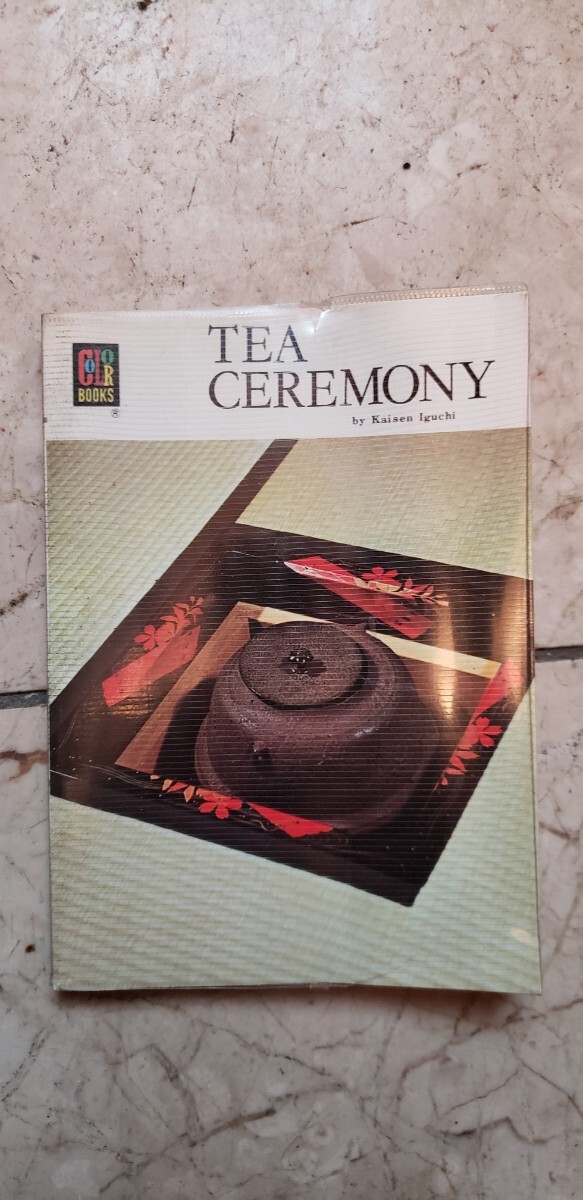 COLOR
BOOKS
®
TEA
CEREMONY
by Kaisen Iguchi